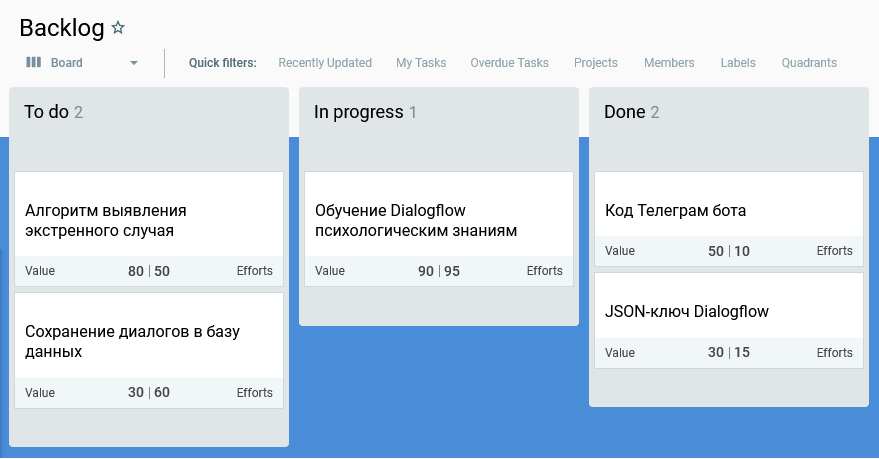 Backlog
Board Quick filters: Recently Updated My Tasks Overdue Tasks Projects Members Labels Quadrants
To do 2
Алгоритм выявления
экстренного случая
Value 80 | 50 Efforts
Сохранение диалогов в базу
данных
Value 30 | 60 Efforts
In progress 1
Обучение Dialogflow
психологическим знаниям
Value 90 | 95 Efforts
Done 2
Код Телеграм бота
Value 50 | 10 Efforts
JSON-ключ Dialogflow
Value 30 | 15 Efforts